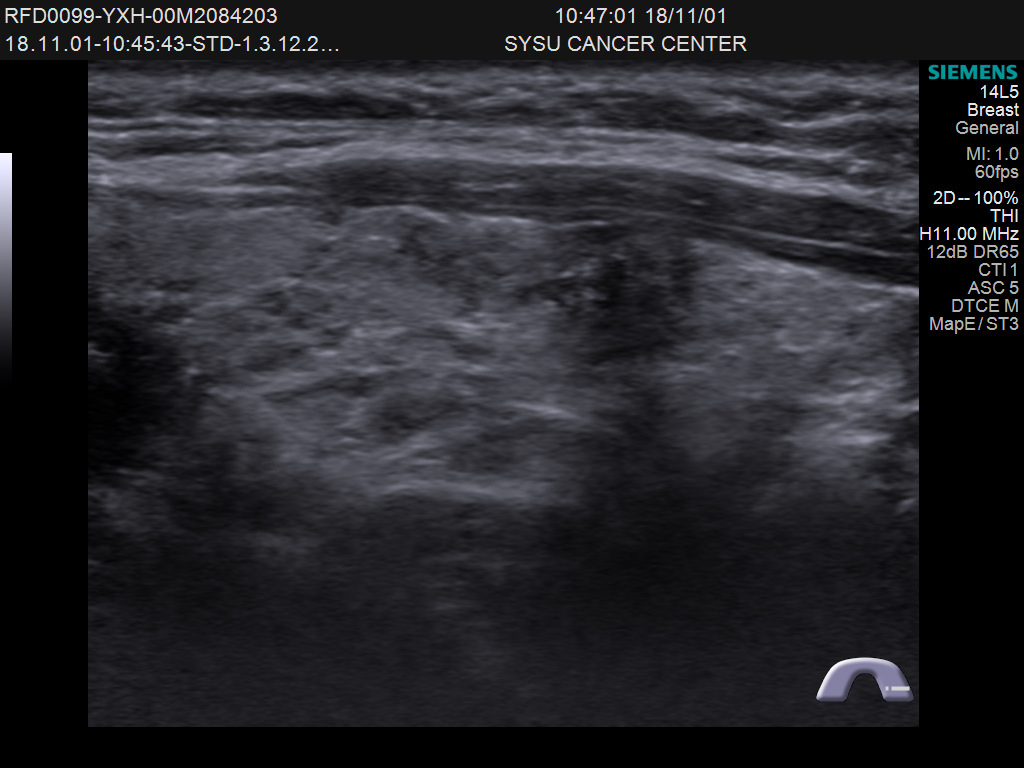 RFD0099-YXH-00M2084203
10:47:01 18/11/01
18.11.01-10:45:43-STD-1.3.12.2...
SYSU CANCER CENTER
SIEMENS
14L5
Breast
General
MI: 1.0
60fps
2D -- 100%
THI
H11.00 MHz
12dB DR65
CTI 1
ASC 5
DTCE M
MapE / ST3